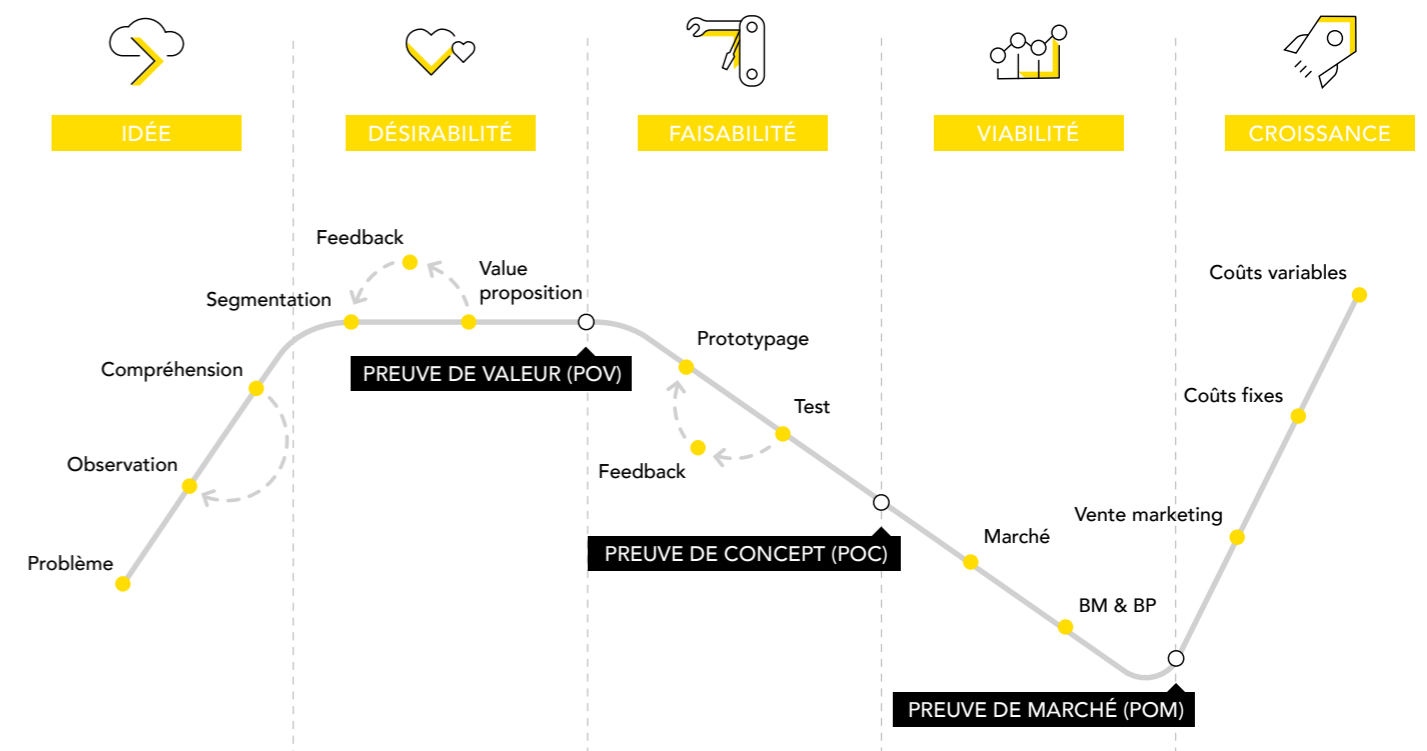 IDÉE
DÉSIRABILITÉ
FAISABILITÉ
VIABILITÉ
CROISSANCE
Problème
Observation
Compréhension
Segmentation
Feedback
Value
proposition
PREUVE DE VALEUR (POV)
Prototypage
Test
Feedback
PREUVE DE CONCEPT (POC)
Marché
BM & BP
PREUVE DE MARCHÉ (POM)
Vente marketing
Coûts fixes
Coûts variables